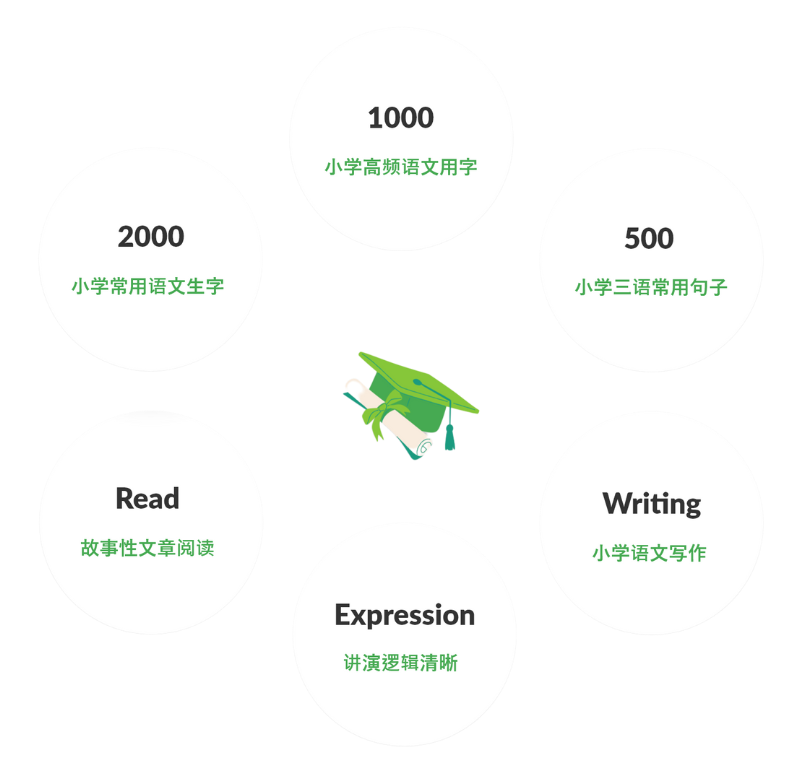 1000
小学高频语文用字
2000
小学常用语文生字
500
小学三语常用句子
Read
故事性文章阅读
Writing
小学语文写作
Expression
讲演逻辑清晰